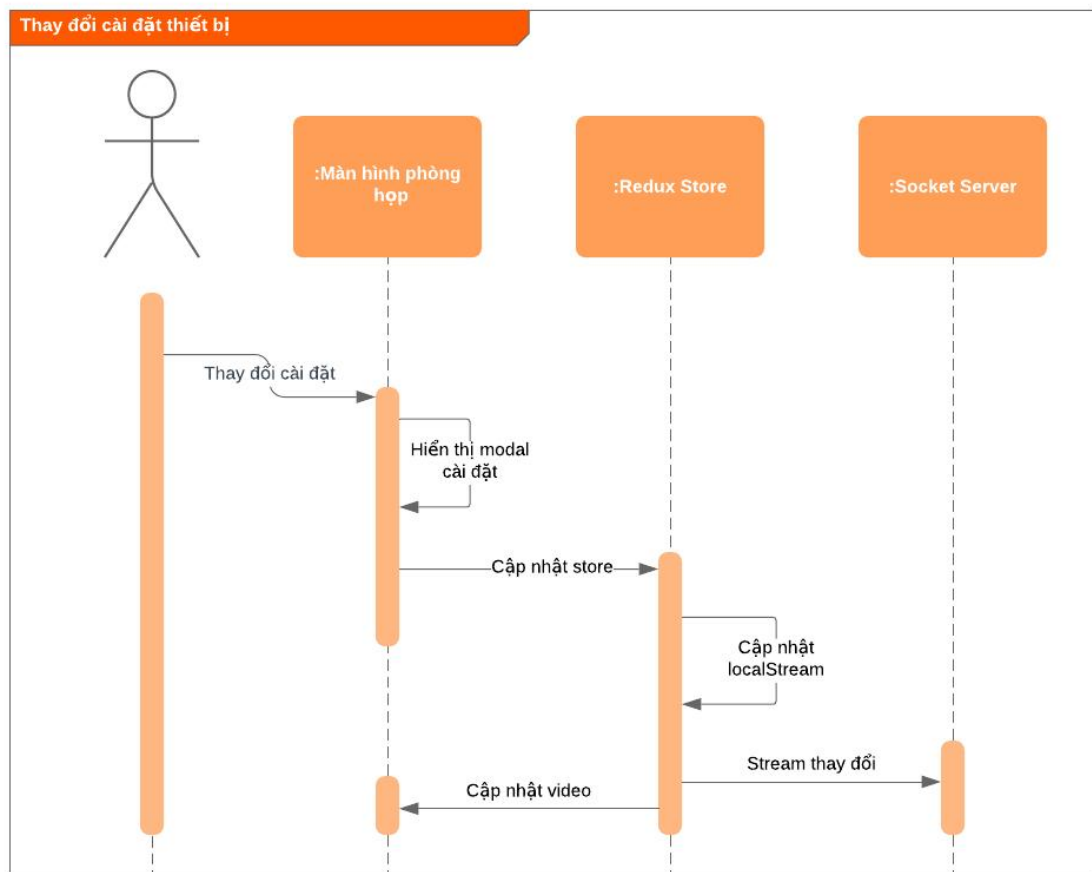 Thay đổi cài đặt thiết bị
:Màn hình phòng
họp
:Redux Store
:Socket Server
Thay đổi cài đặt
Hiển thị modal
cài đặt
Cập nhật store
Cập nhật
localStream
Stream thay đổi
Cập nhật video